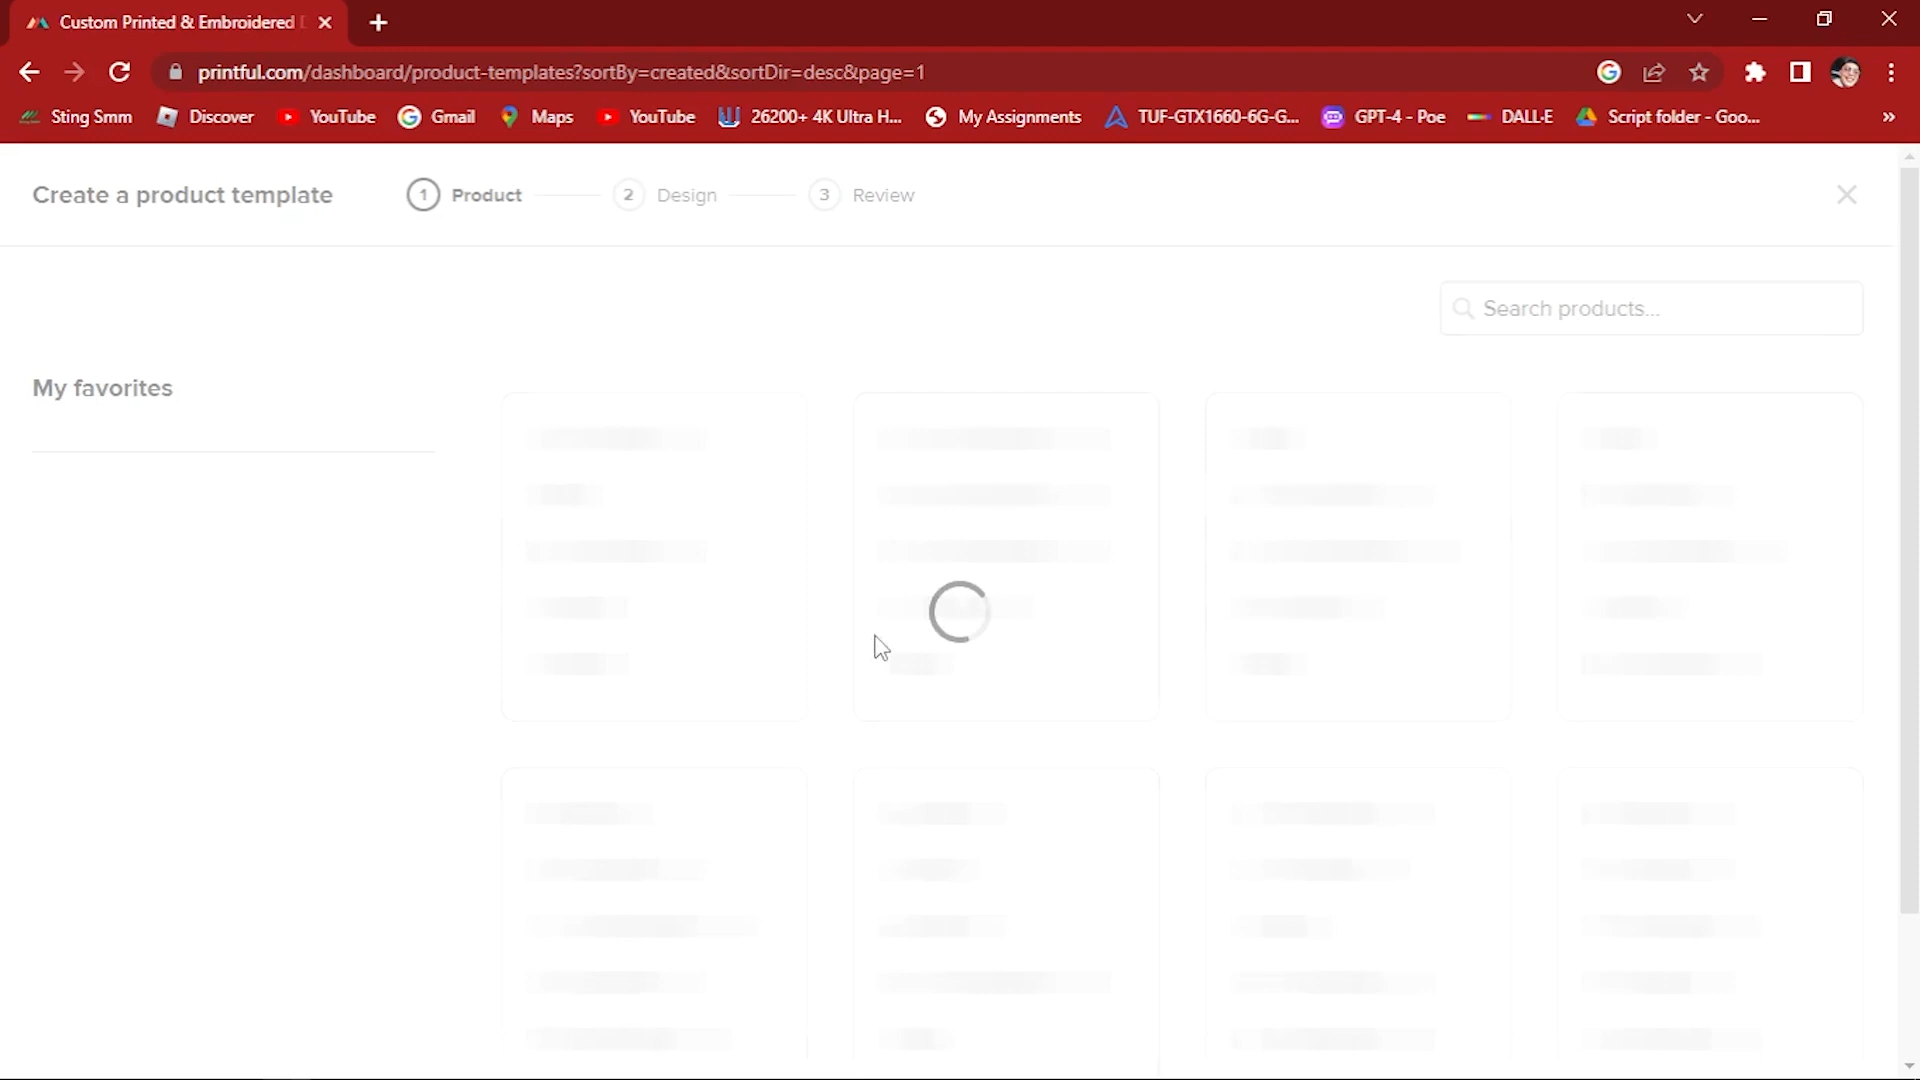 Custom Printed & Embroidered
printful.com/dashboard/product-templates?sortBy=created&sortDir=desc&page=1
Sting Smm Discover YouTube Gmail Maps YouTube 26200+ 4K Ultra H... My Assignments TUF-GTX1660-6G-G... GPT-4 - Poe DALL·E Script folder - Goo... »
Create a product template 1 Product 2 Design 3 Review
Search products...
My favorites